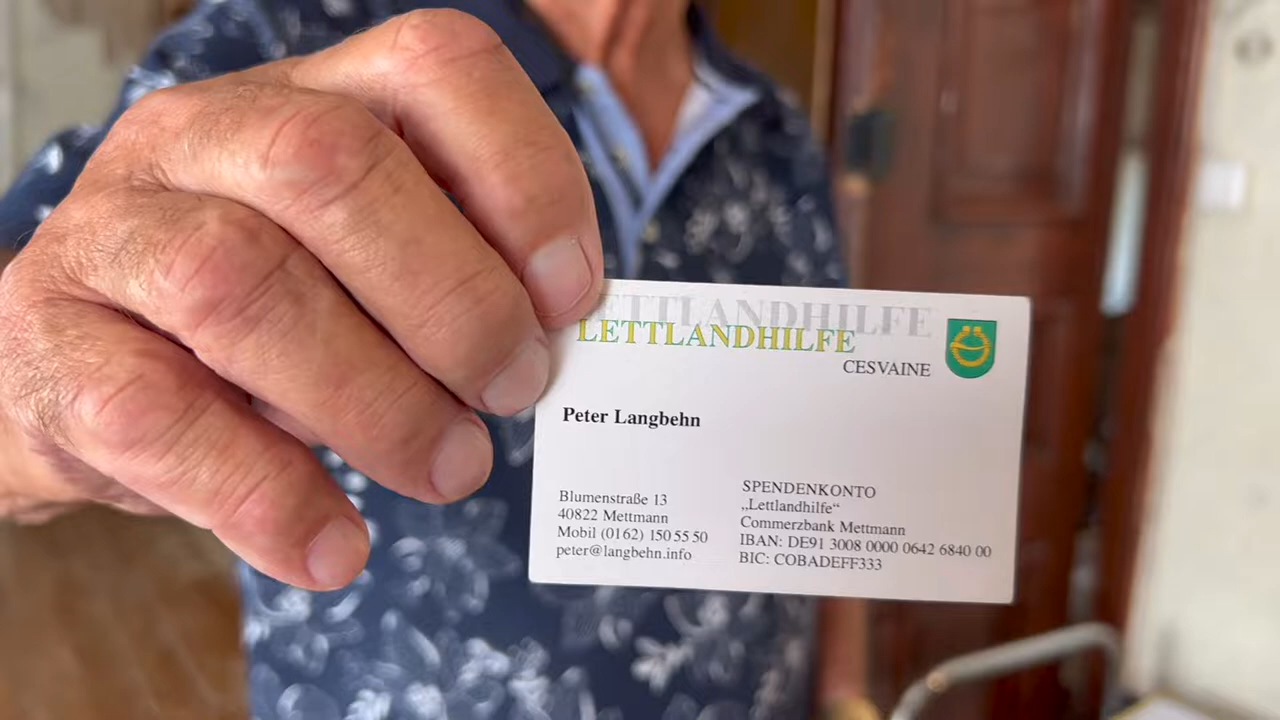 LETTLANDHILFE
LETTLANDHILFE
CESVAINE
Peter Langbehn
Blumenstraße 13
40822 Mettmann
Mobil (0162) 150 55 50
peter@langbehn.info
SPENDENKONTO
„Lettlandhilfe“
Commerzbank Mettmann
IBAN: DE91 3008 0000 0642 6840 00
BIC: COBADEFF333